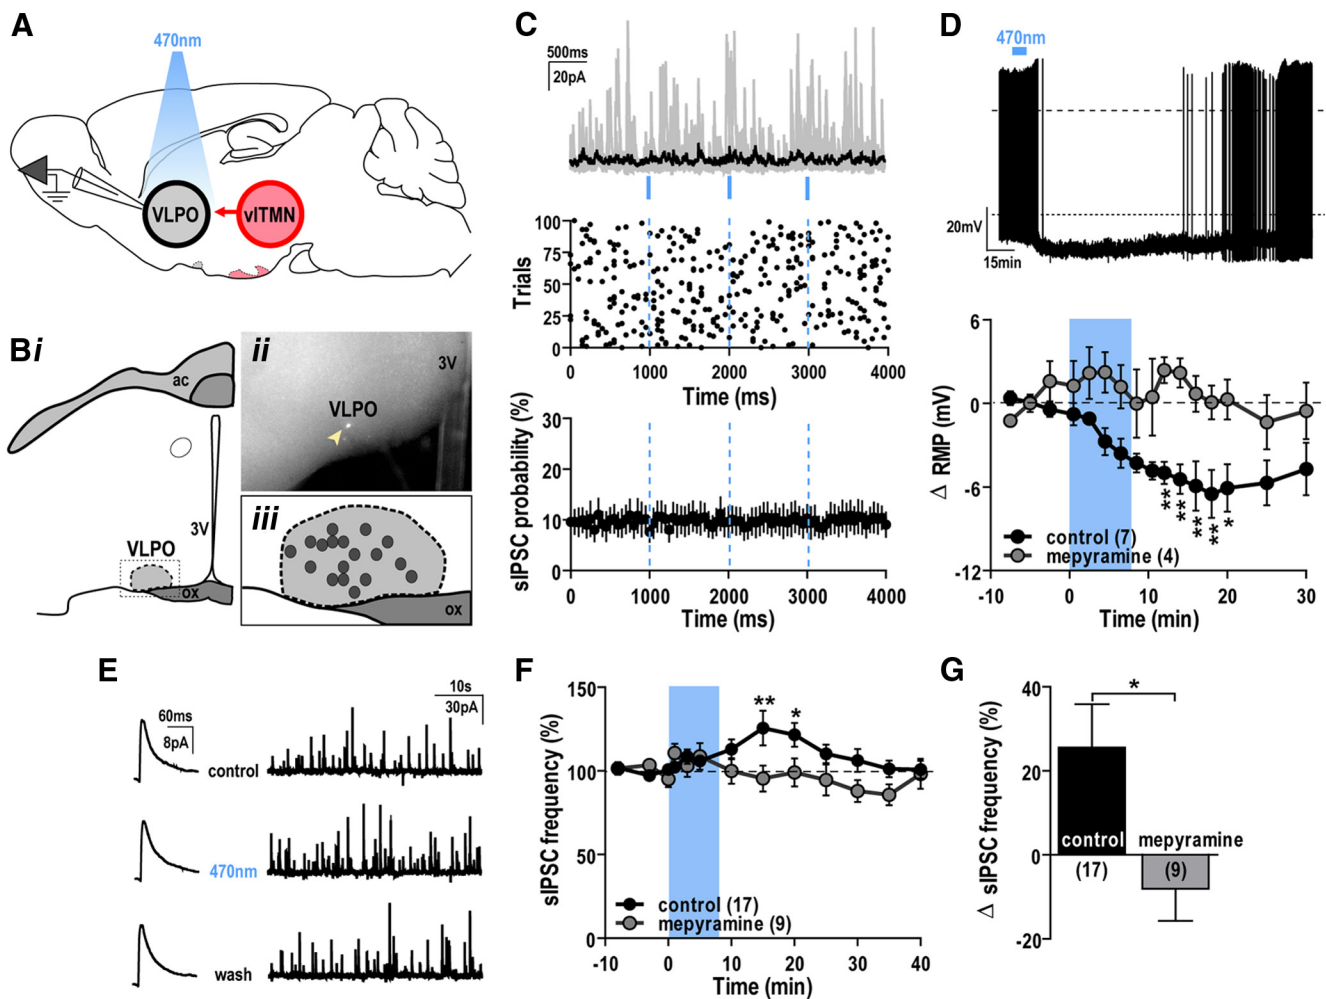 A
470nm
VLPO
vlTMN
Bi
ac
3V
VLPO
ox
ii
3V
VLPO
iii
ox
C
500ms
20pA
100
75
50
25
0
Trials
0 1000 2000 3000 4000
Time (ms)
30
20
10
0
sIPSC probability (%)
0 1000 2000 3000 4000
Time (ms)
D
470nm
20mV
15min
6
0
-6
-12
Δ RMP (mV)
** ** ** ** *
control (7)
mepyramine (4)
-10 0 10 20 30
Time (min)
E
60ms
8pA
10s
30pA
control
470nm
wash
F
150
100
50
0
sIPSC frequency (%)
** *
control (17)
mepyramine (9)
-10 0 10 20 30 40
Time (min)
G
40
20
0
-20
Δ sIPSC frequency (%)
*
control mepyramine
(17) (9)